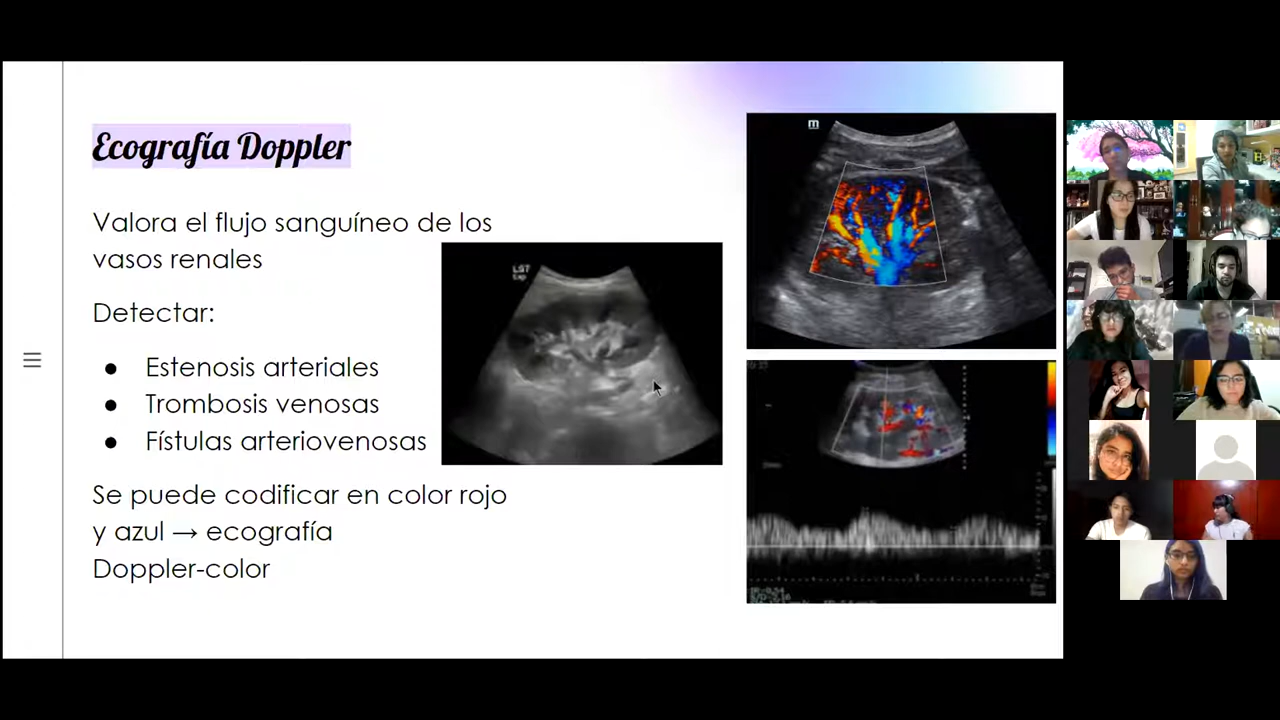 Ecografía Doppler
Valora el flujo sanguíneo de los
vasos renales
Detectar:
● Estenosis arteriales
● Trombosis venosas
● Fístulas arteriovenosas
Se puede codificar en color rojo
y azul → ecografía
Doppler-color
m